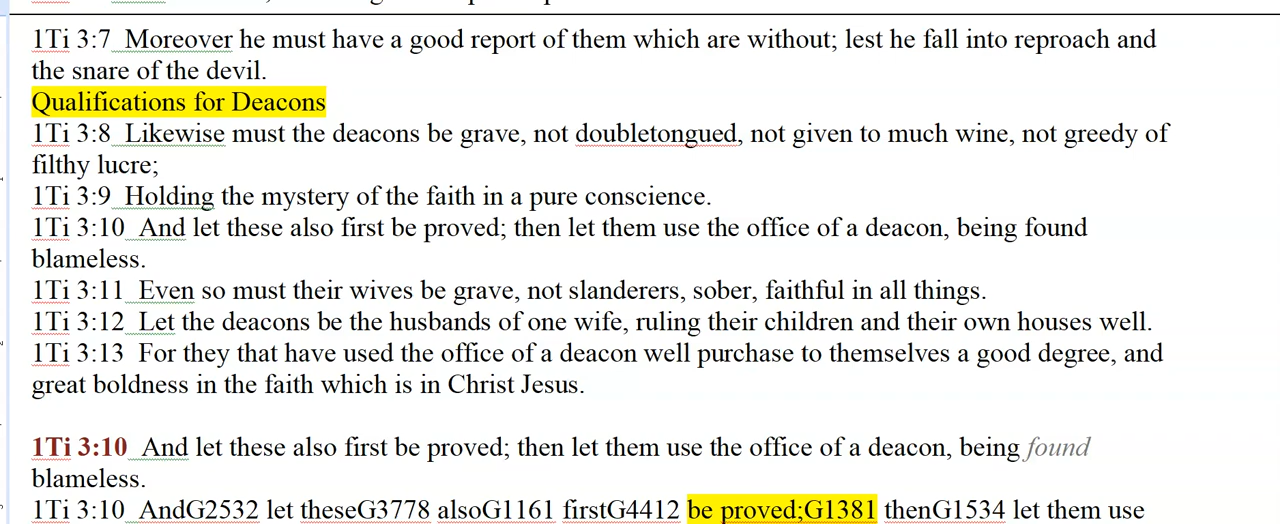 1Ti 3:7 Moreover he must have a good report of them which are without; lest he fall into reproach and
the snare of the devil.
Qualifications for Deacons
1Ti 3:8 Likewise must the deacons be grave, not doubletongued, not given to much wine, not greedy of
filthy lucre;
1Ti 3:9 Holding the mystery of the faith in a pure conscience.
1Ti 3:10 And let these also first be proved; then let them use the office of a deacon, being found
blameless.
1Ti 3:11 Even so must their wives be grave, not slanderers, sober, faithful in all things.
1Ti 3:12 Let the deacons be the husbands of one wife, ruling their children and their own houses well.
1Ti 3:13 For they that have used the office of a deacon well purchase to themselves a good degree, and
great boldness in the faith which is in Christ Jesus.
1Ti 3:10 And let these also first be proved; then let them use the office of a deacon, being found
blameless.
1Ti 3:10 AndG2532 let theseG3778 alsoG1161 firstG4412 be proved;G1381 thenG1534 let them use